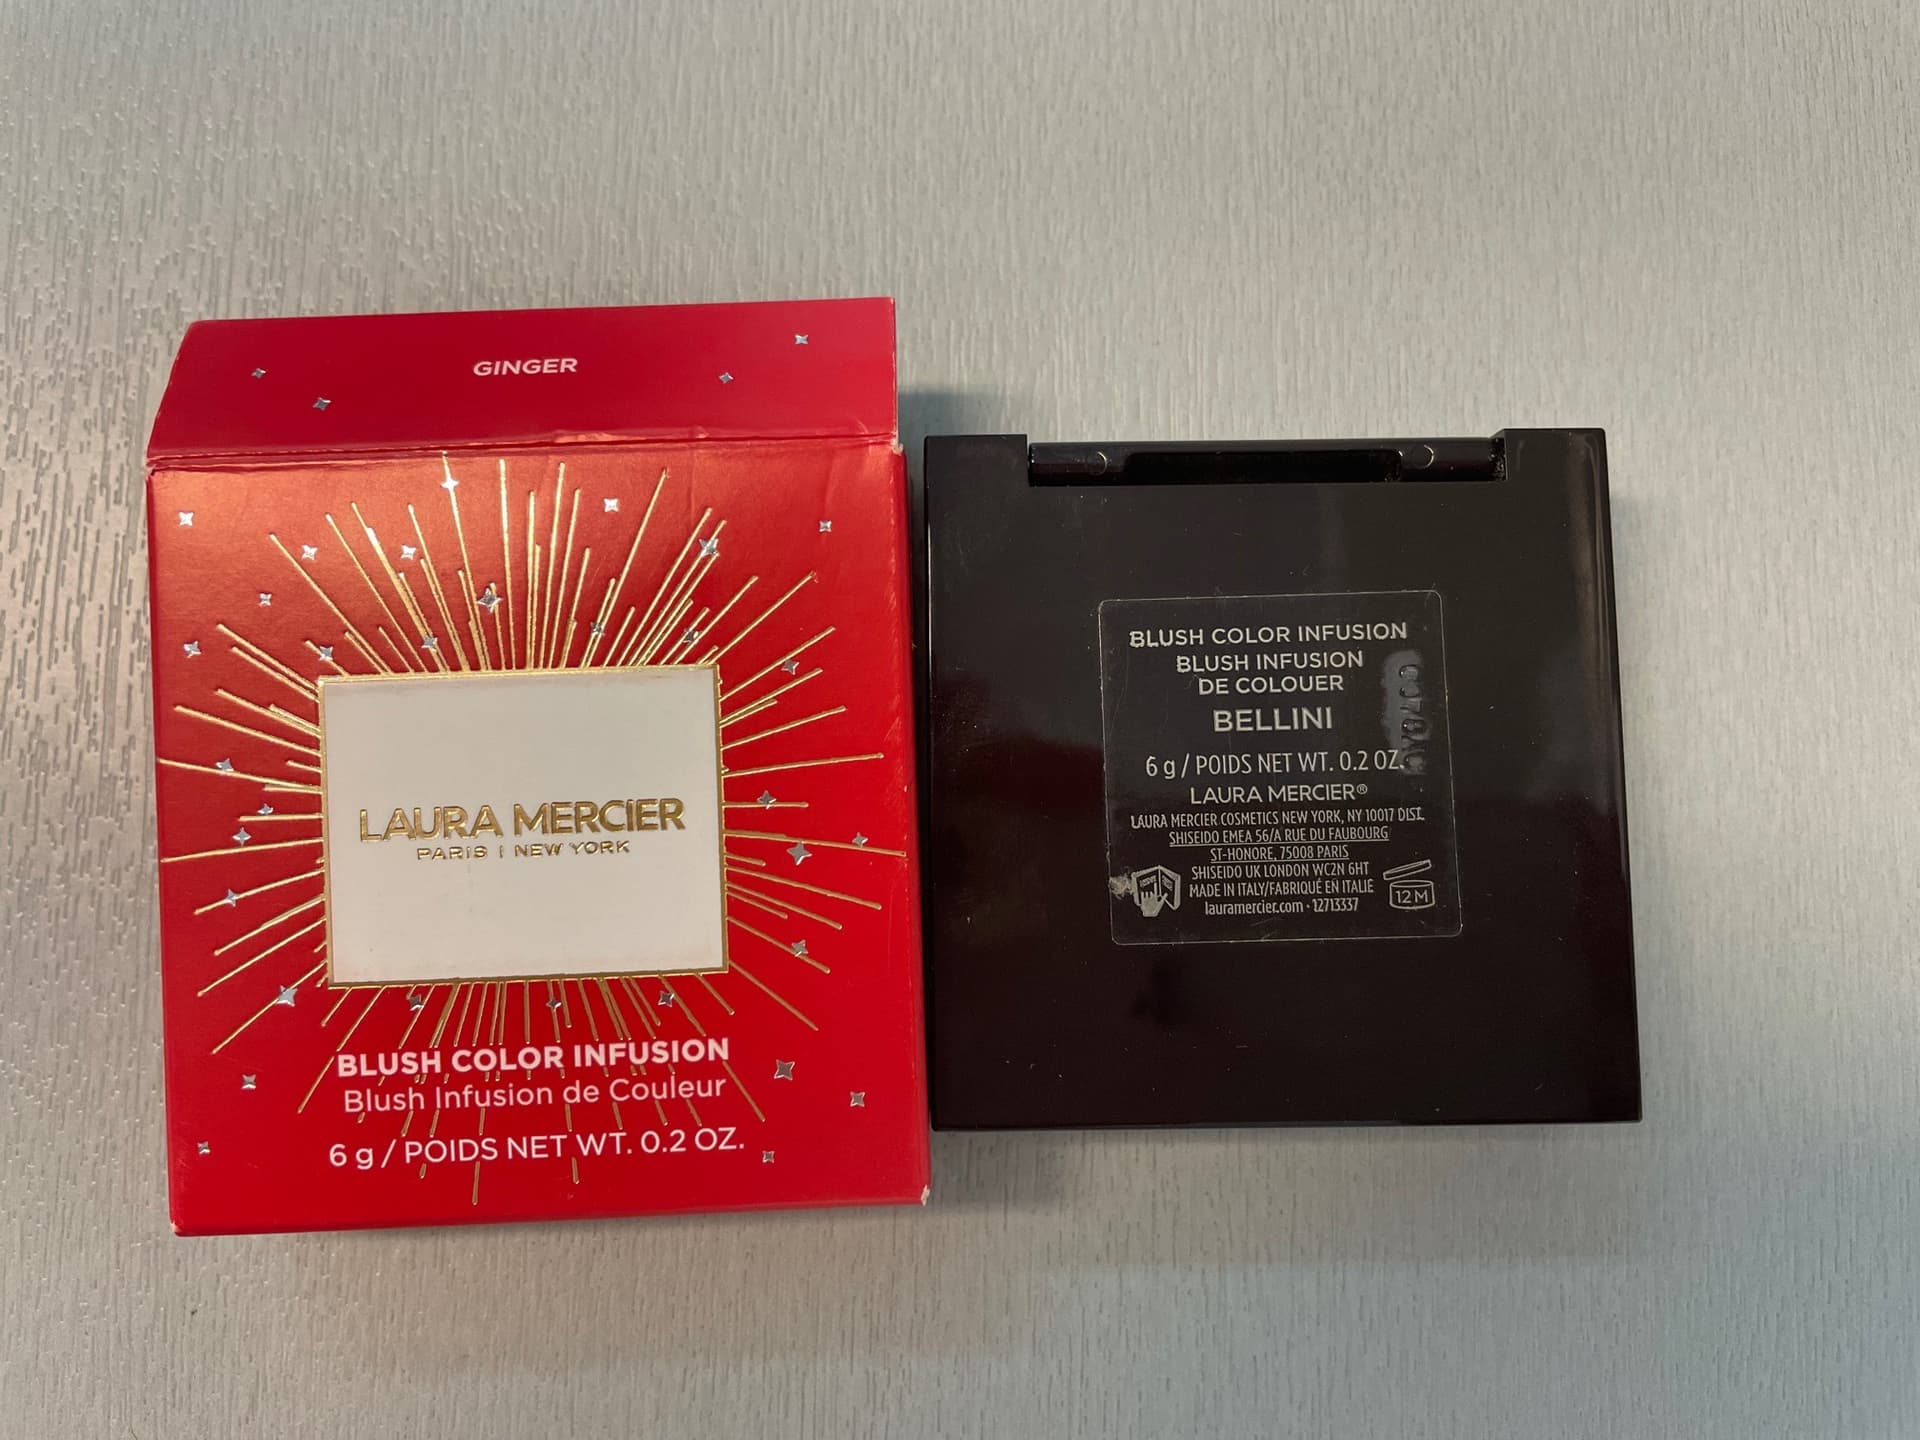 GINGER
LAURA MERCIER
PARIS | NEW YORK
BLUSH COLOR INFUSION
Blush Infusion de Couleur
6 g / POIDS NET WT. 0.2 OZ.
BLUSH COLOR INFUSION
BLUSH INFUSION
DE COLOUER
BELLINI
6 g / POIDS NET WT. 0.2 OZ.
LAURA MERCIER®
LAURA MERCIER COSMETICS NEW YORK, NY 10017 DIST.
SHISEIDO EMEA 56/A RUE DU FAUBOURG
ST-HONORE, 75008 PARIS
SHISEIDO UK LONDON WC2N 6HT
MADE IN ITALY/FABRIQUÉ EN ITALIE
lauramercier.com · 12713337
12 M